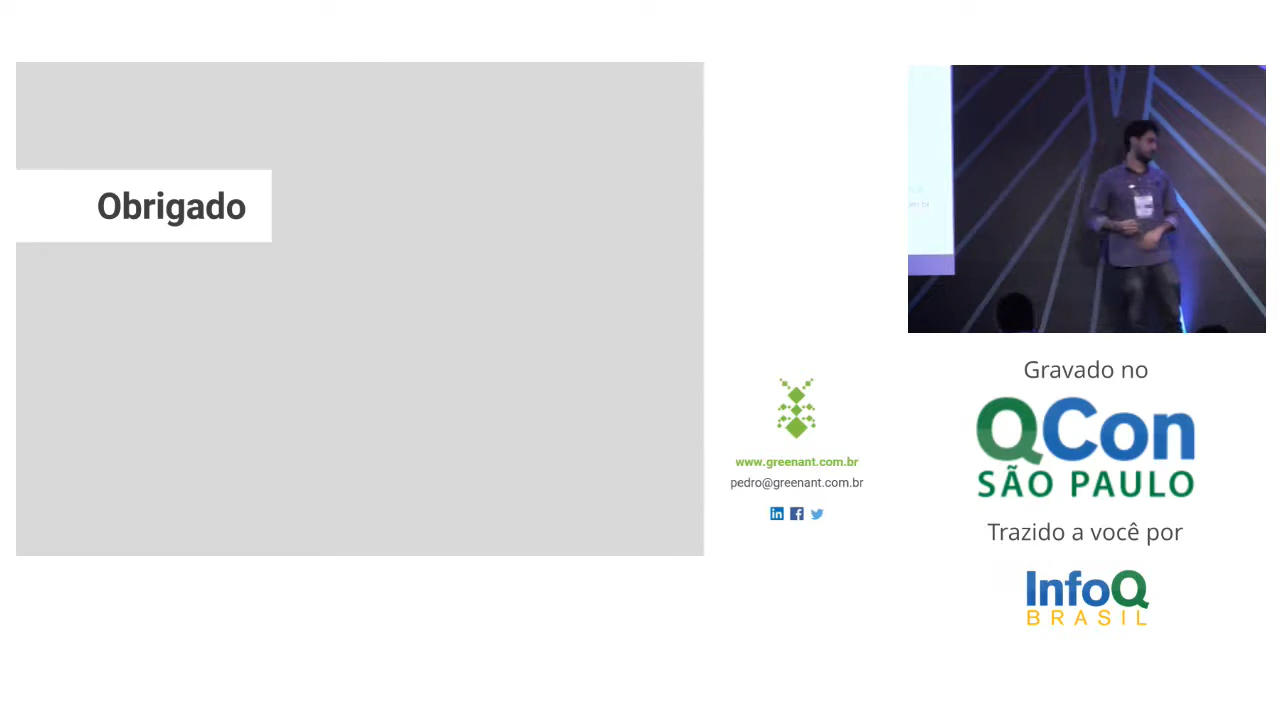 Obrigado
www.greenant.com.br
pedro@greenant.com.br
in f
Gravado no
QCon
SÃO PAULO
Trazido a você por
InfoQ
BRASIL